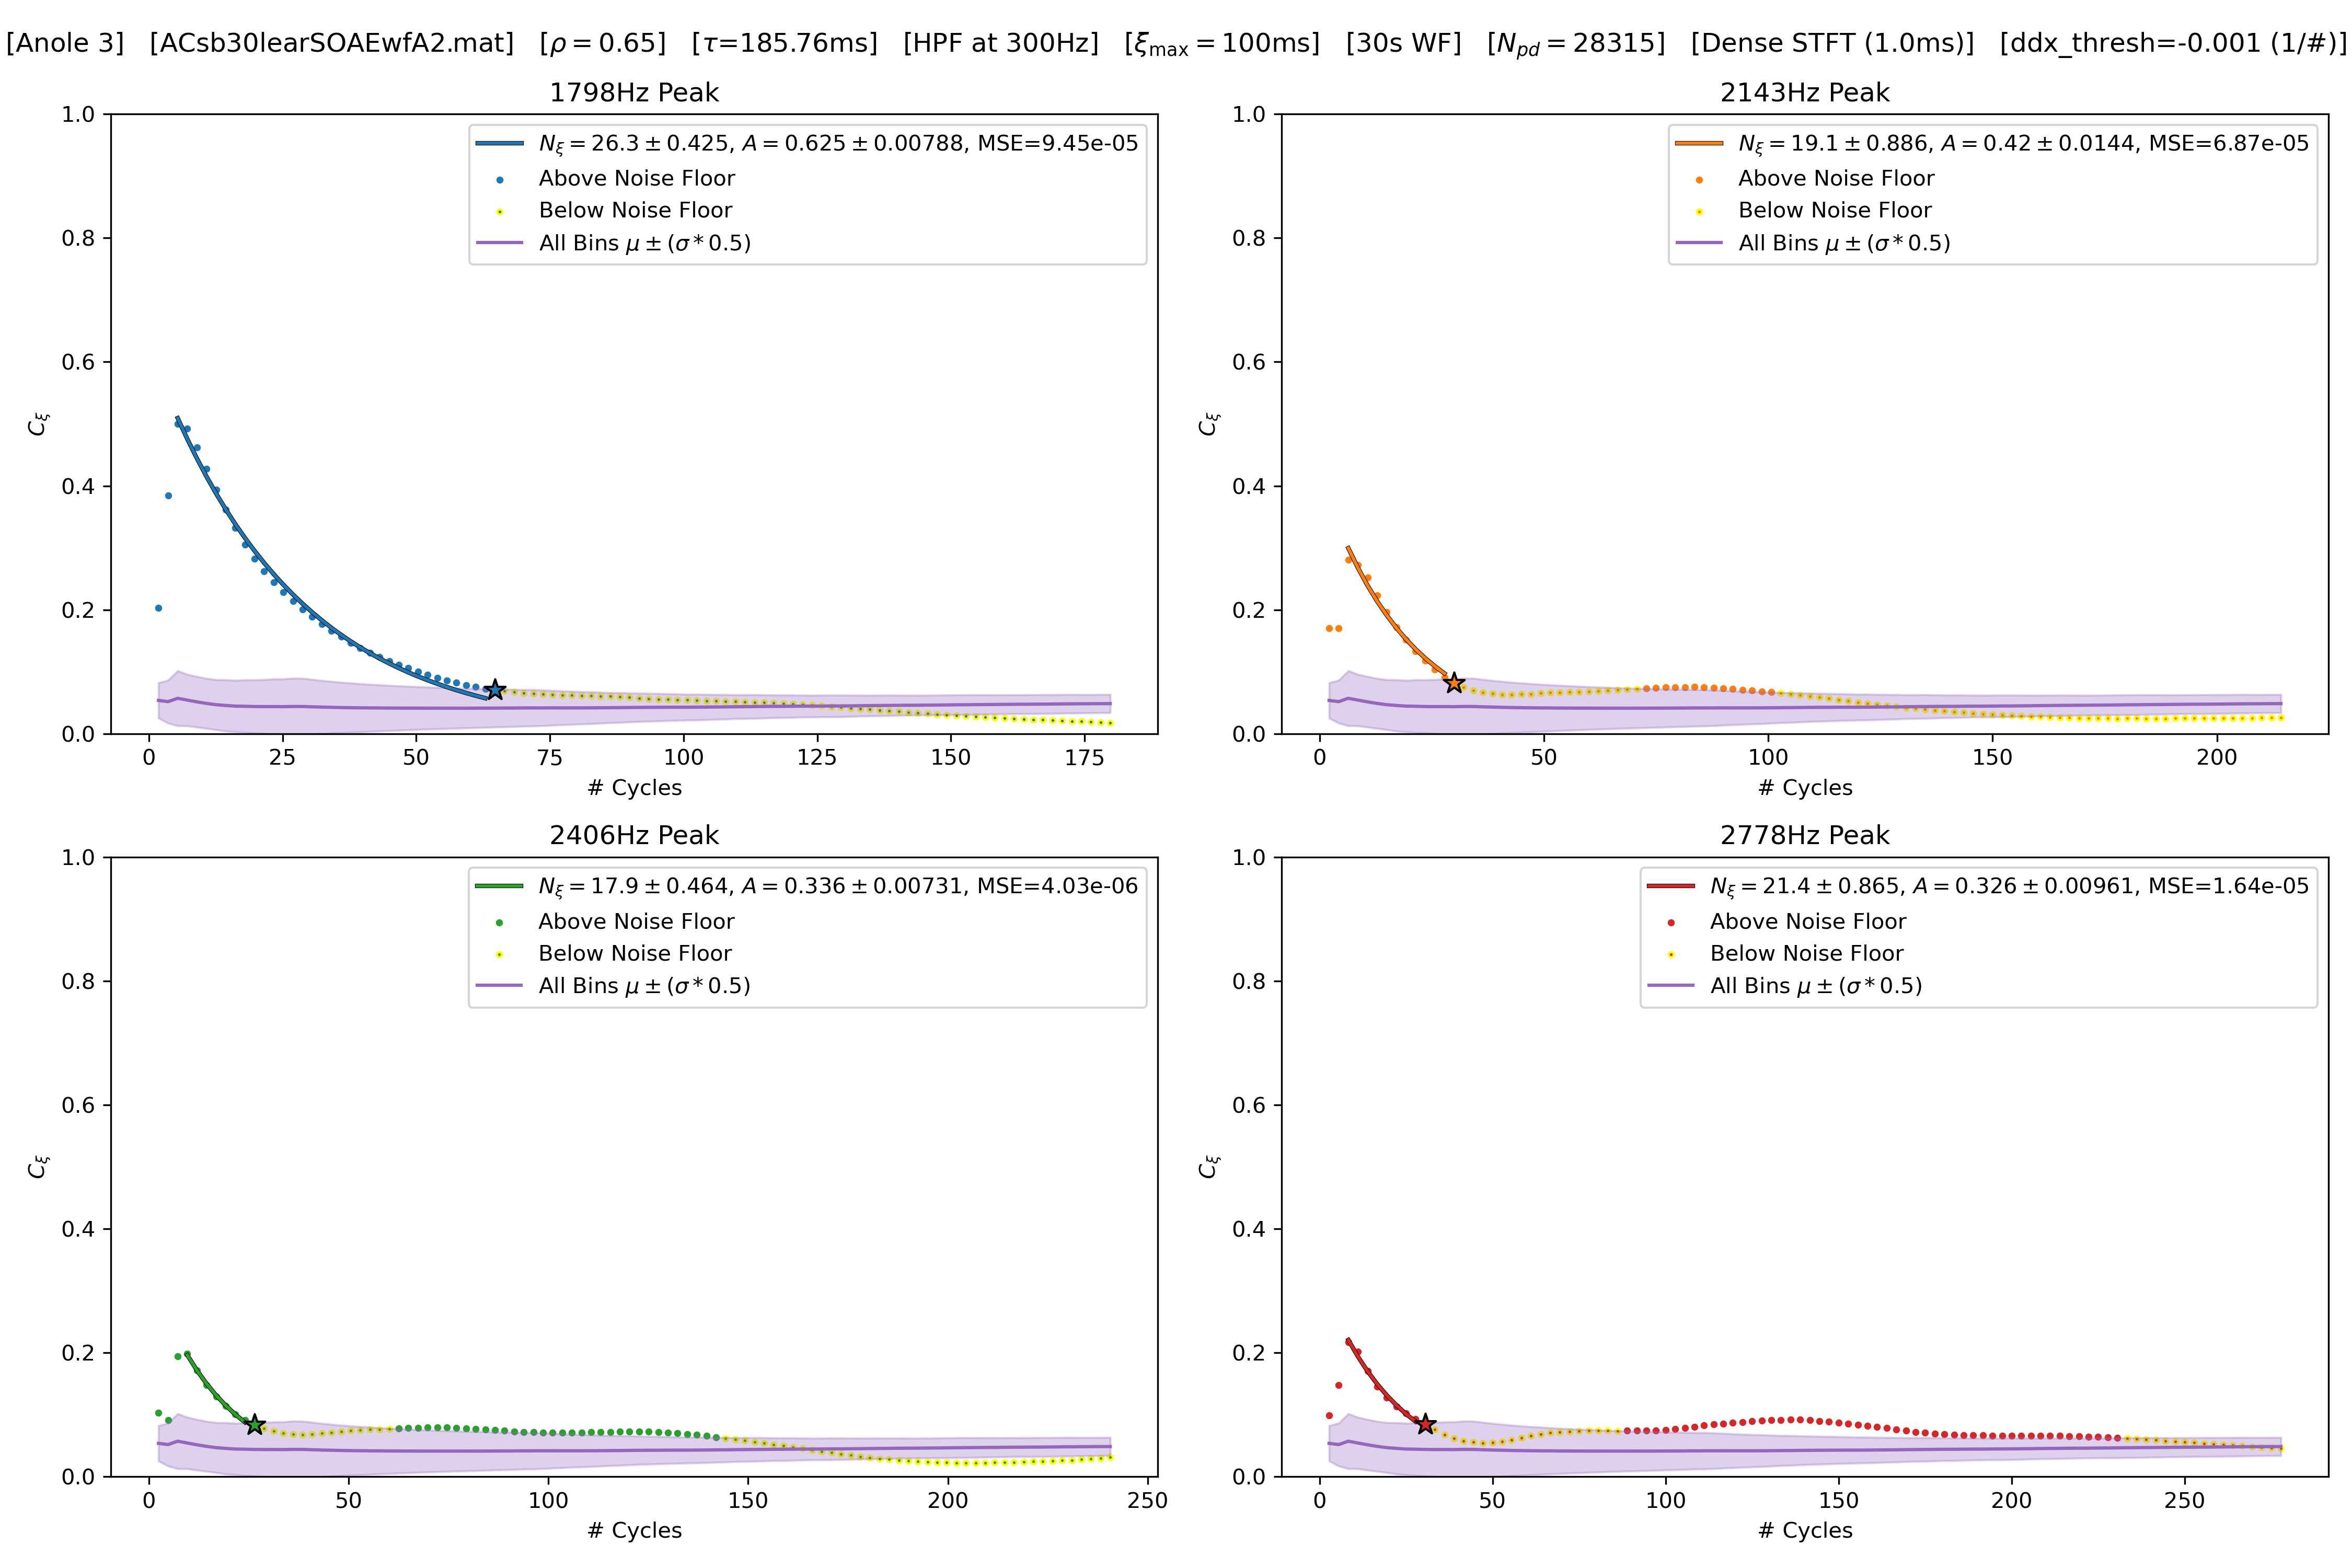 [Anole 3] [ACsb30learSOAEwfA2.mat] [ρ = 0.65] [τ=185.76ms] [HPF at 300Hz] [ξmax = 100ms] [30s WF] [Npd = 28315] [Dense STFT (1.0ms)] [ddx_thresh=-0.001 (1/#)]
1798Hz Peak
Nξ = 26.3 ± 0.425, A = 0.625 ± 0.00788, MSE=9.45e-05
Above Noise Floor
Below Noise Floor
All Bins μ ± (σ * 0.5)
1.0
0.8
0.6
0.4
0.2
0.0
Cξ
0 25 50 75 100 125 150 175
# Cycles
2143Hz Peak
Nξ = 19.1 ± 0.886, A = 0.42 ± 0.0144, MSE=6.87e-05
Above Noise Floor
Below Noise Floor
All Bins μ ± (σ * 0.5)
1.0
0.8
0.6
0.4
0.2
0.0
Cξ
0 50 100 150 200
# Cycles
2406Hz Peak
Nξ = 17.9 ± 0.464, A = 0.336 ± 0.00731, MSE=4.03e-06
Above Noise Floor
Below Noise Floor
All Bins μ ± (σ * 0.5)
1.0
0.8
0.6
0.4
0.2
0.0
Cξ
0 50 100 150 200 250
# Cycles
2778Hz Peak
Nξ = 21.4 ± 0.865, A = 0.326 ± 0.00961, MSE=1.64e-05
Above Noise Floor
Below Noise Floor
All Bins μ ± (σ * 0.5)
1.0
0.8
0.6
0.4
0.2
0.0
Cξ
0 50 100 150 200 250
# Cycles